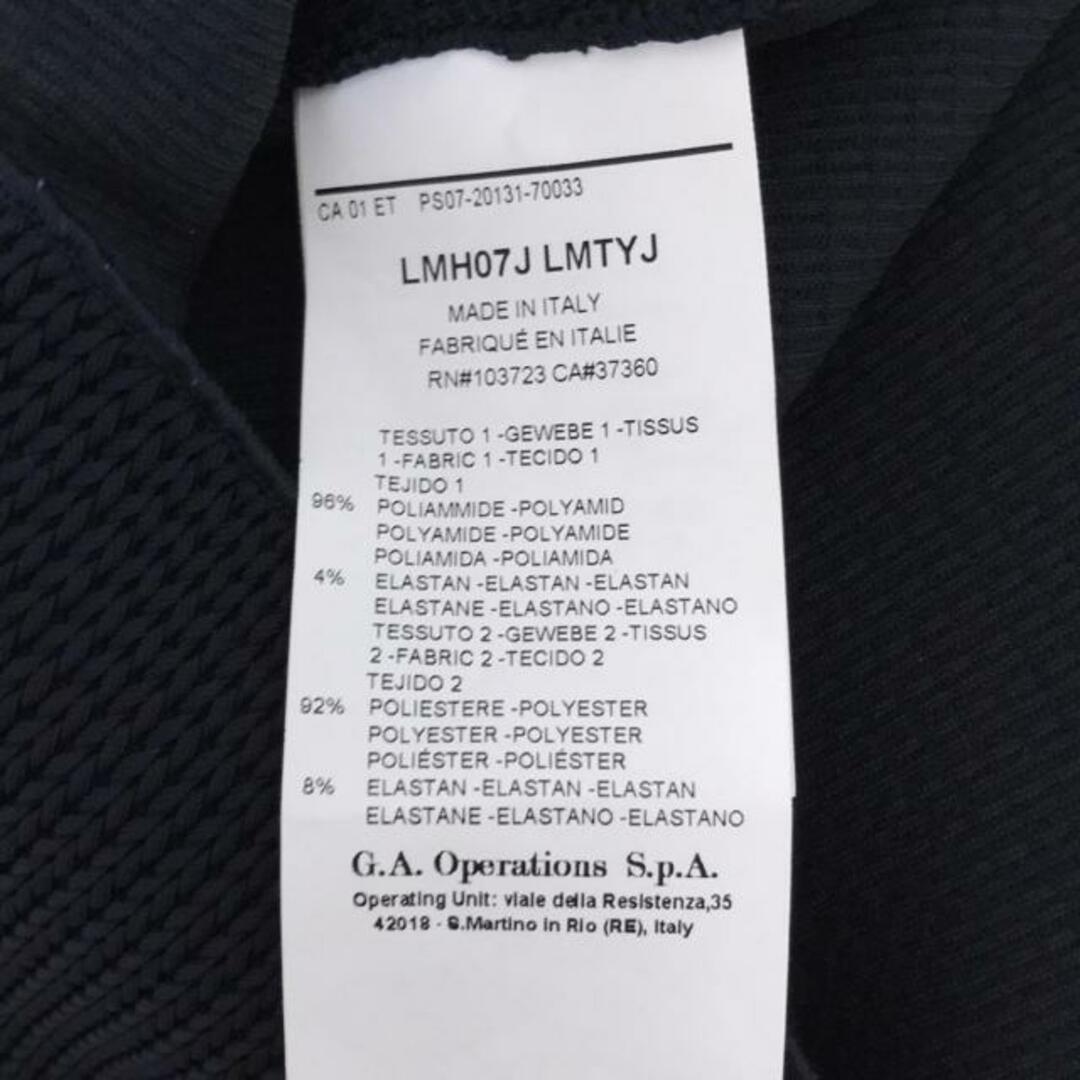 CA 01 ET PS07-20131-70033
LMH07J LMTYJ
MADE IN ITALY
FABRIQUÉ EN ITALIE
RN#103723 CA#37360
TESSUTO 1 -GEWEBE 1 -TISSUS
1 -FABRIC 1 -TECIDO 1
TEJIDO 1
96% POLIAMMIDE -POLYAMID
POLYAMIDE -POLYAMIDE
POLIAMIDA -POLIAMIDA
4% ELASTAN -ELASTAN -ELASTAN
ELASTANE -ELASTANO -ELASTANO
TESSUTO 2 -GEWEBE 2 -TISSUS
2 -FABRIC 2 -TECIDO 2
TEJIDO 2
92% POLIESTERE -POLYESTER
POLYESTER -POLYESTER
POLIÉSTER -POLIÉSTER
8% ELASTAN -ELASTAN -ELASTAN
ELASTANE -ELASTANO -ELASTANO
G.A. Operations S.p.A.
Operating Unit: viale della Resistenza,35
42018 - S.Martino in Rio (RE), Italy